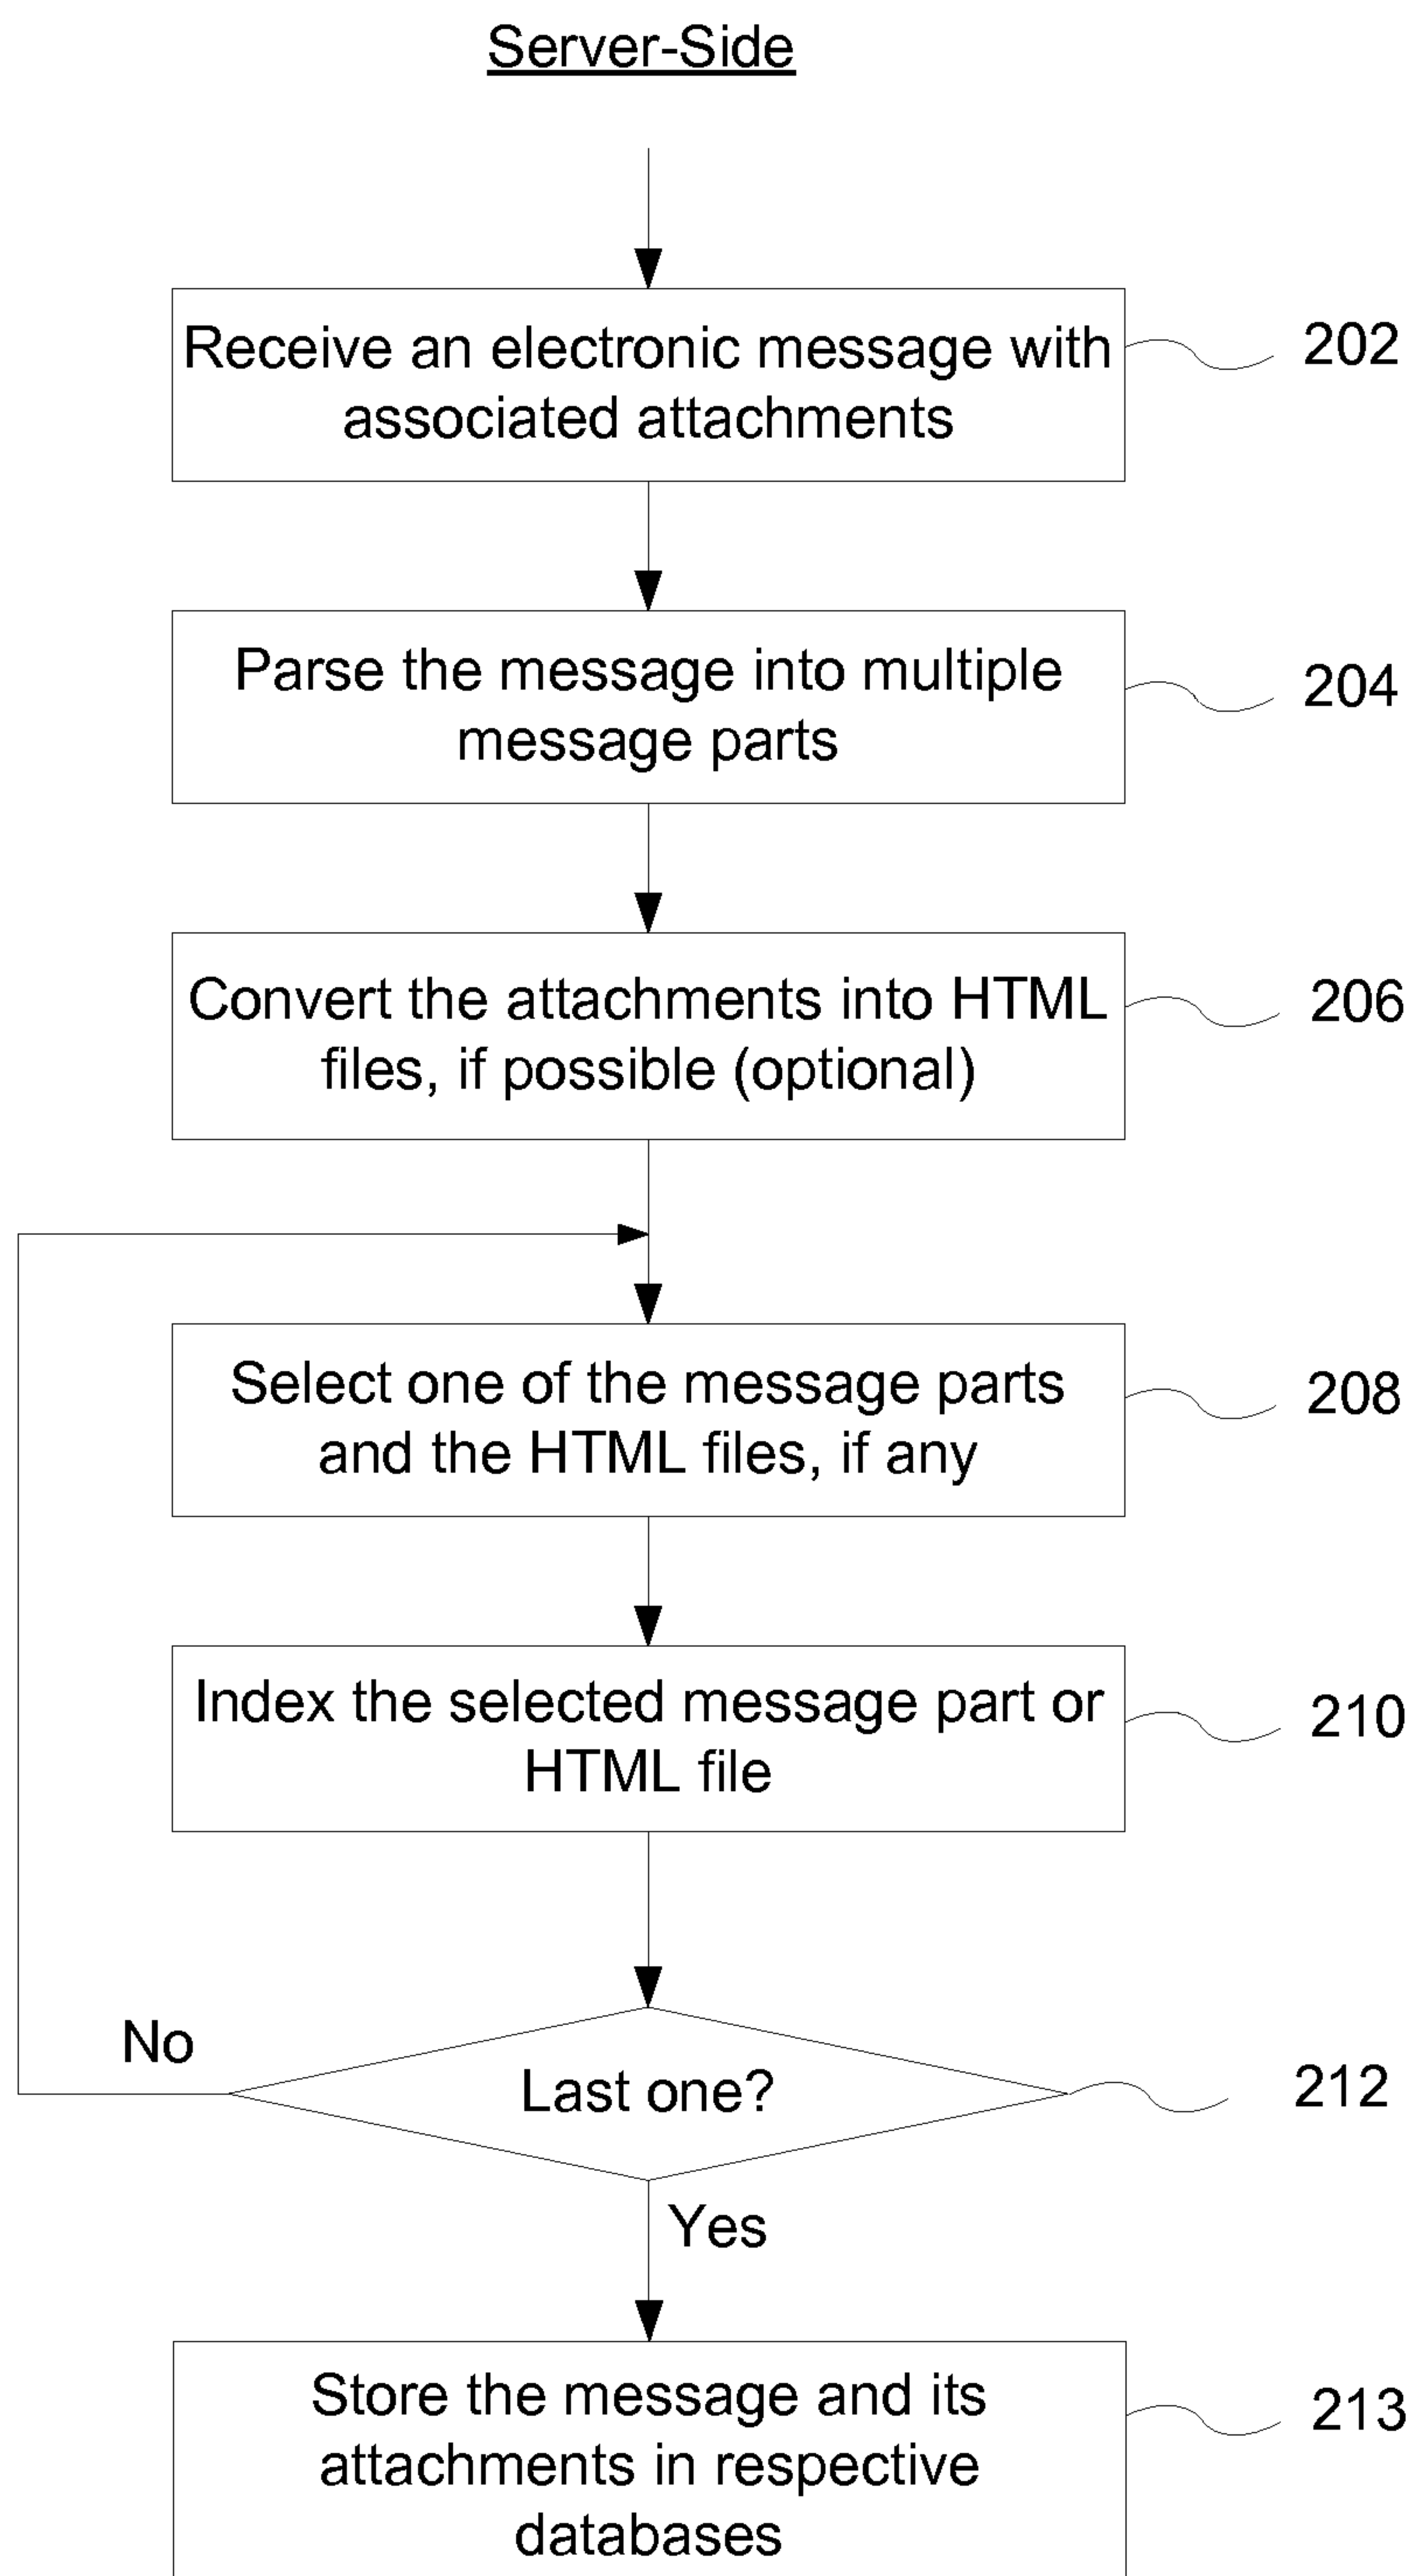 Server-Side
Receive an electronic message with
associated attachments
202
Parse the message into multiple
message parts
204
Convert the attachments into HTML
files, if possible (optional)
206
Select one of the message parts
and the HTML files, if any
208
Index the selected message part or
HTML file
210
No
Last one?
212
Yes
Store the message and its
attachments in respective
databases
213